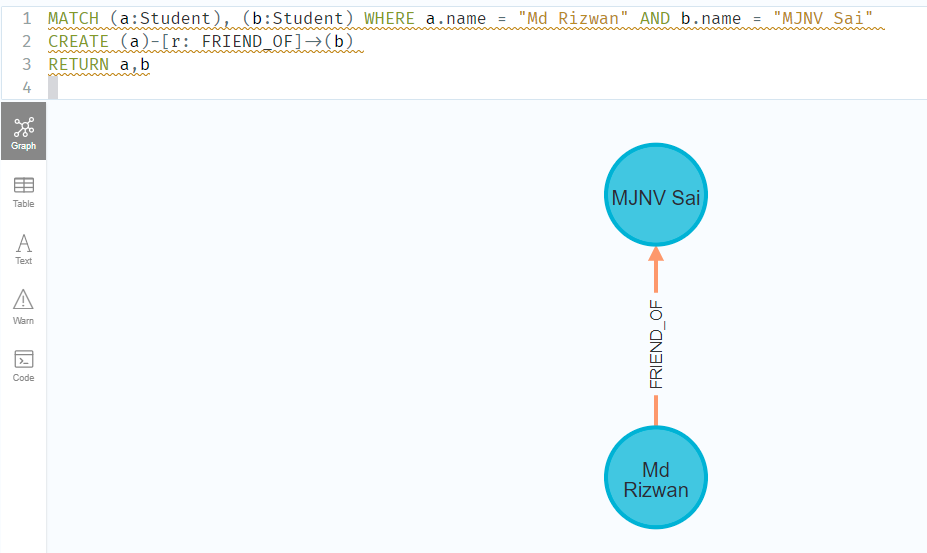 1 MATCH (a:Student), (b:Student) WHERE a.name = "Md Rizwan" AND b.name = "MJNV Sai"
2 CREATE (a)-[r: FRIEND_OF]->(b)
3 RETURN a,b
4
Graph
Table
Text
Warn
Code
MJNV Sai
FRIEND_OF
Md
Rizwan